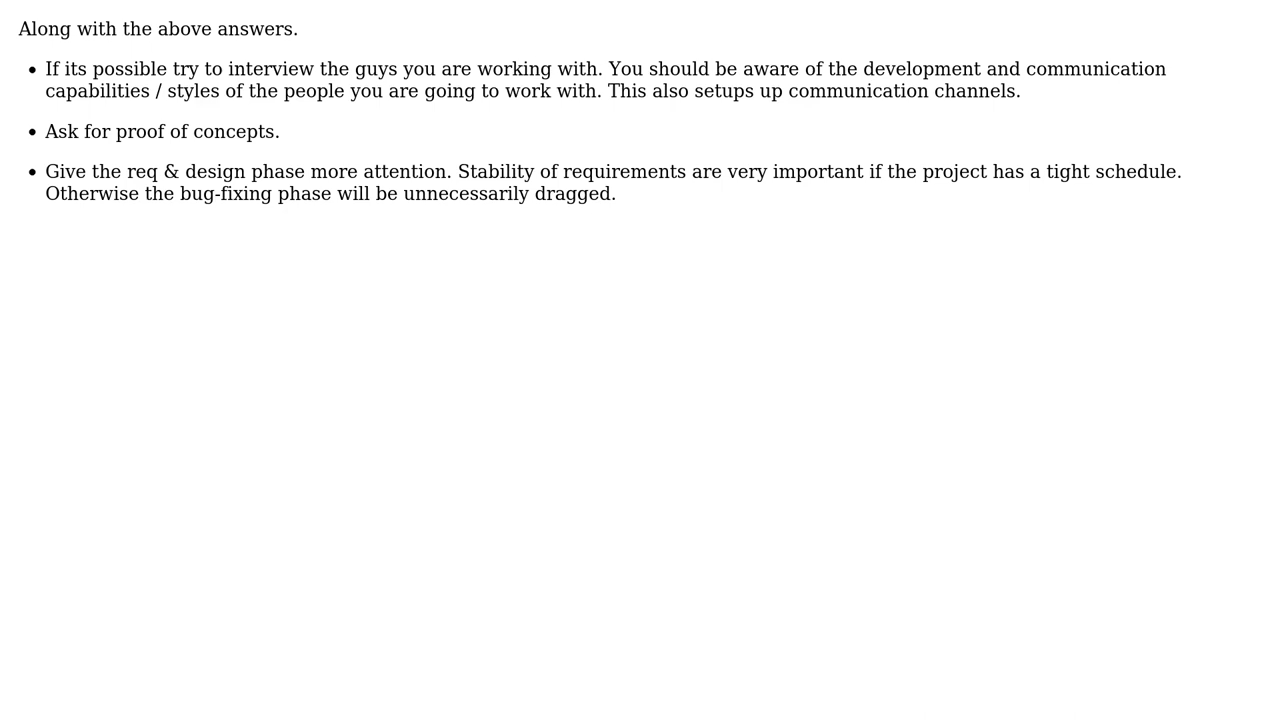 Along with the above answers.
• If its possible try to interview the guys you are working with. You should be aware of the development and communication
capabilities / styles of the people you are going to work with. This also setups up communication channels.
• Ask for proof of concepts.
• Give the req & design phase more attention. Stability of requirements are very important if the project has a tight schedule.
Otherwise the bug-fixing phase will be unnecessarily dragged.